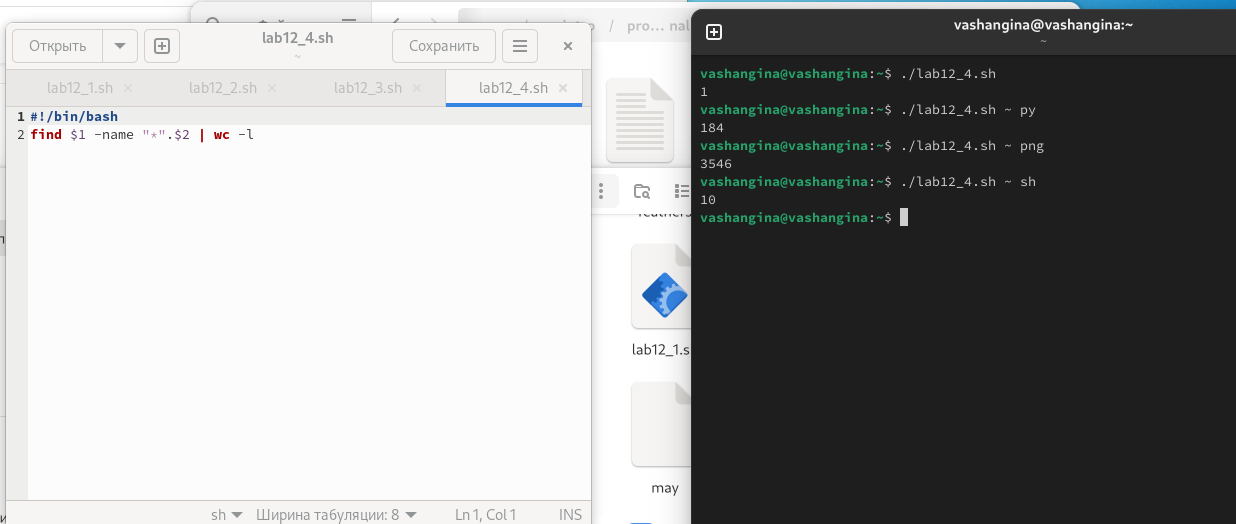 Открыть
lab12_4.sh
~
Сохранить
lab12_1.sh
lab12_2.sh
lab12_3.sh
lab12_4.sh
1 #!/bin/bash
2 find $1 -name "*".$2 | wc -l
sh
Ширина табуляции: 8
Ln 1, Col 1
INS
/ pro...
lab12_1.s
may
vashangina@vashangina:~
~
vashangina@vashangina:~$ ./lab12_4.sh
1
vashangina@vashangina:~$ ./lab12_4.sh ~ py
184
vashangina@vashangina:~$ ./lab12_4.sh ~ png
3546
vashangina@vashangina:~$ ./lab12_4.sh ~ sh
10
vashangina@vashangina:~$